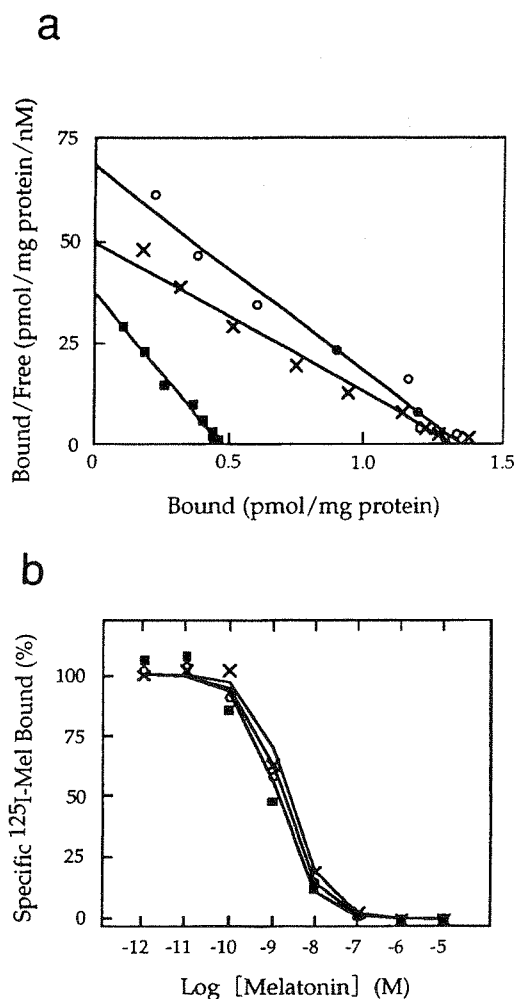 a
Bound/Free (pmol/mg protein/nM)
75
50
25
0
0 0.5 1.0 1.5
Bound (pmol/mg protein)
b
Specific 125I-Mel Bound (%)
100
75
50
25
0
-12 -11 -10 -9 -8 -7 -6 -5
Log [Melatonin] (M)